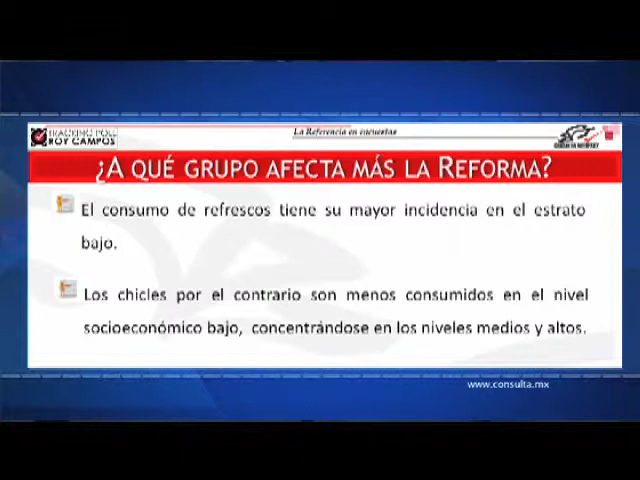 TRACKING POLL
ROY CAMPOS
La Referencia en encuestas
CONSULTA MITOFSKY
¿A QUÉ GRUPO AFECTA MÁS LA REFORMA?
El consumo de refrescos tiene su mayor incidencia en el estrato
bajo.
Los chicles por el contrario son menos consumidos en el nivel
socioeconómico bajo, concentrándose en los niveles medios y altos.
www.consulta.mx